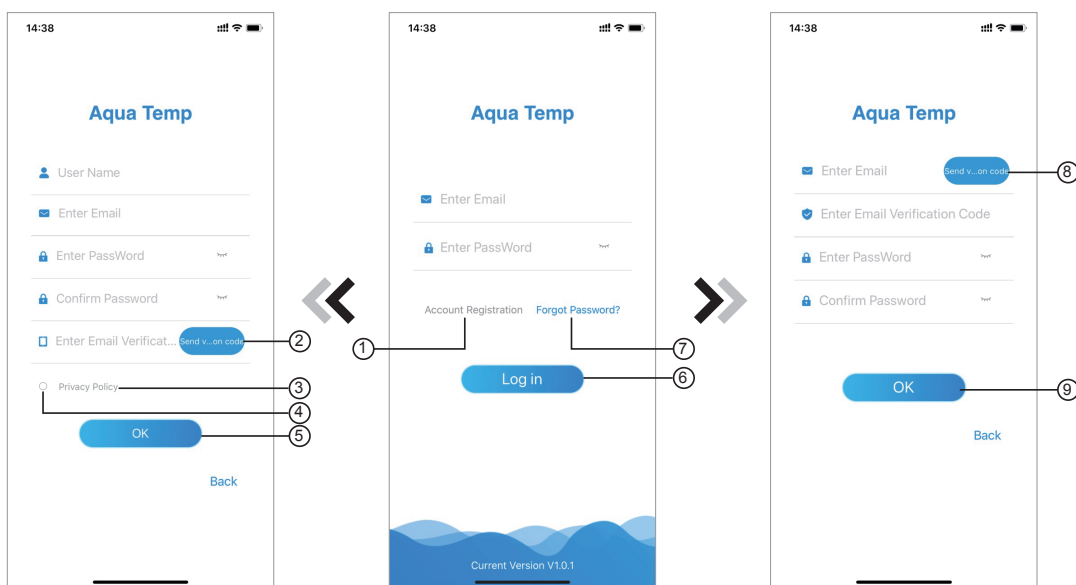 14:38
Aqua Temp
User Name
Enter Email
Enter PassWord
Confirm Password
Enter Email Verificat... Send v...on code
2
Privacy Policy
3
4
OK
5
Back
14:38
Aqua Temp
Enter Email
Enter PassWord
Account Registration Forgot Password?
1
7
Log in
6
Current Version V1.0.1
14:38
Aqua Temp
Enter Email Send v...on code
8
Enter Email Verification Code
Enter PassWord
Confirm Password
OK
9
Back